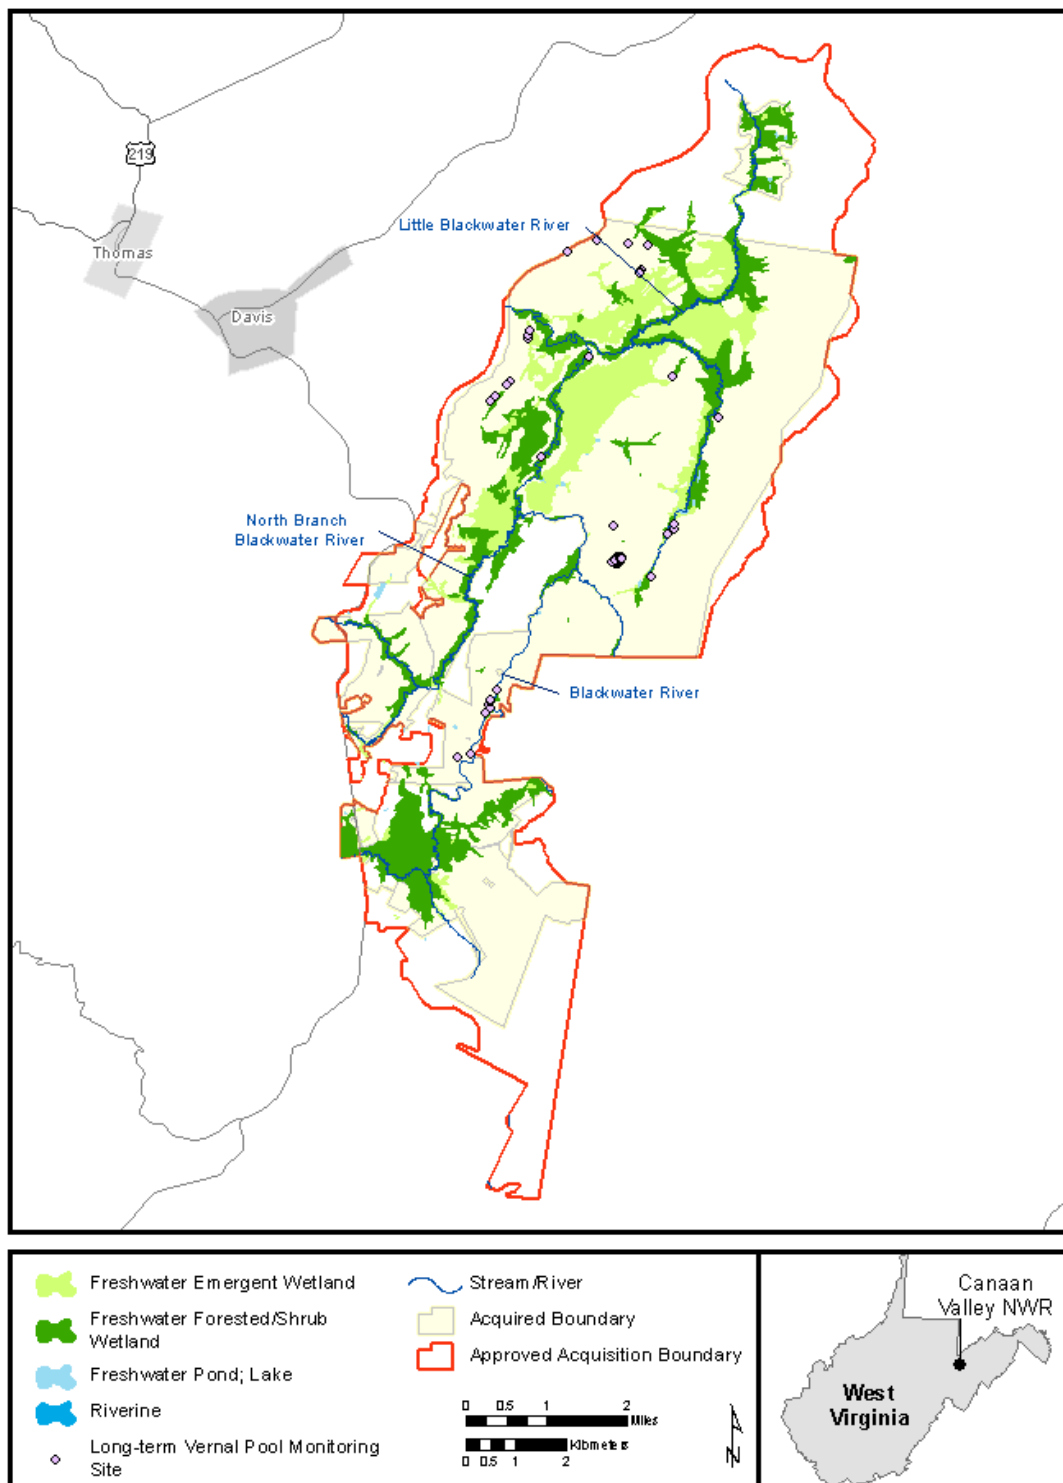 219
Thomas
Davis
Little Blackwater River
North Branch
Blackwater River
Blackwater River
Freshwater Emergent Wetland
Freshwater Forested/Shrub
Wetland
Freshwater Pond; Lake
Riverine
Long-term Vernal Pool Monitoring
Site
Stream/River
Acquired Boundary
Approved Acquisition Boundary
0 0.5 1 2
Miles
Kilometers
0 0.5 1 2
N
Canaan
Valley NWR
West
Virginia